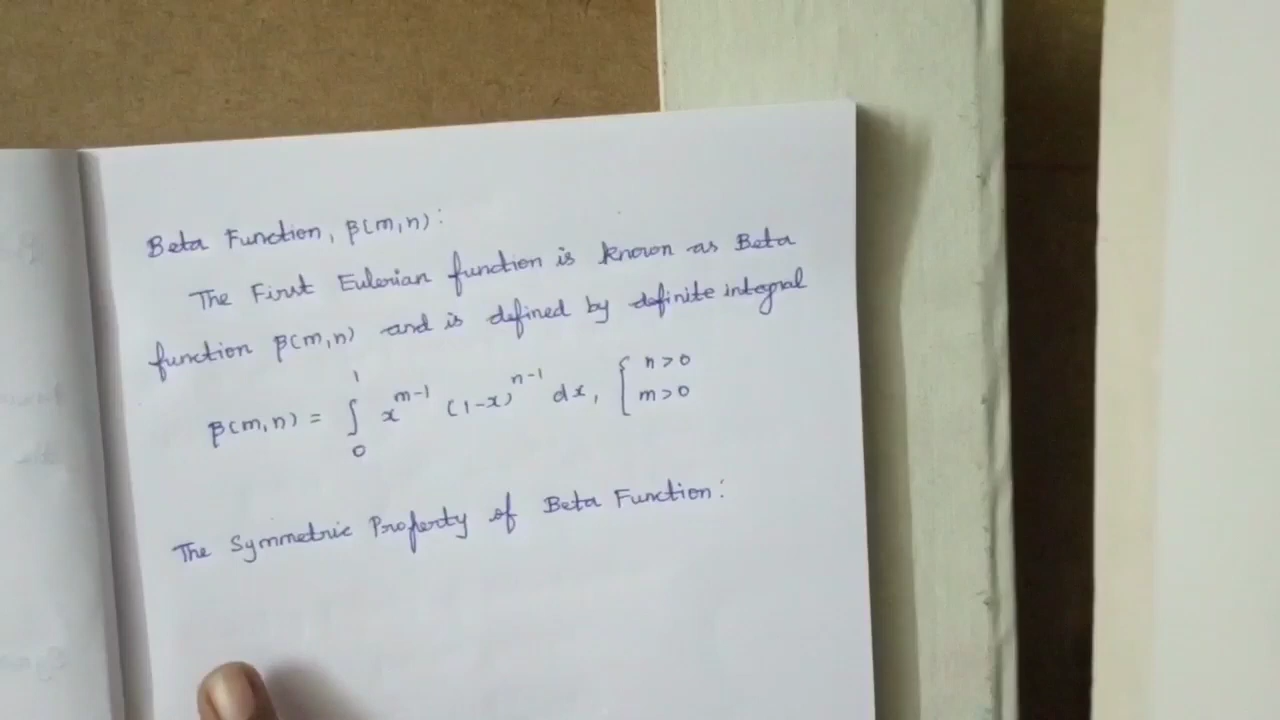 Beta Function, β(m,n):
The First Eulerian function is known as Beta
function β(m,n) and is defined by definite integral
β(m,n) = ∫₀¹ x^(m-1) (1-x)^(n-1) dx, { n>0 m>0
The Symmetric Property of Beta Function: